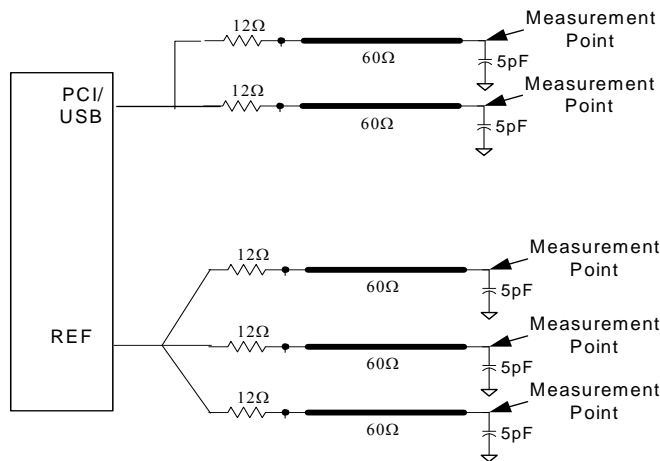 12Ω
60Ω
Measurement
Point
5pF
PCI/
USB
12Ω
60Ω
Measurement
Point
5pF
REF
12Ω
60Ω
Measurement
Point
5pF
12Ω
60Ω
Measurement
Point
5pF
12Ω
60Ω
Measurement
Point
5pF